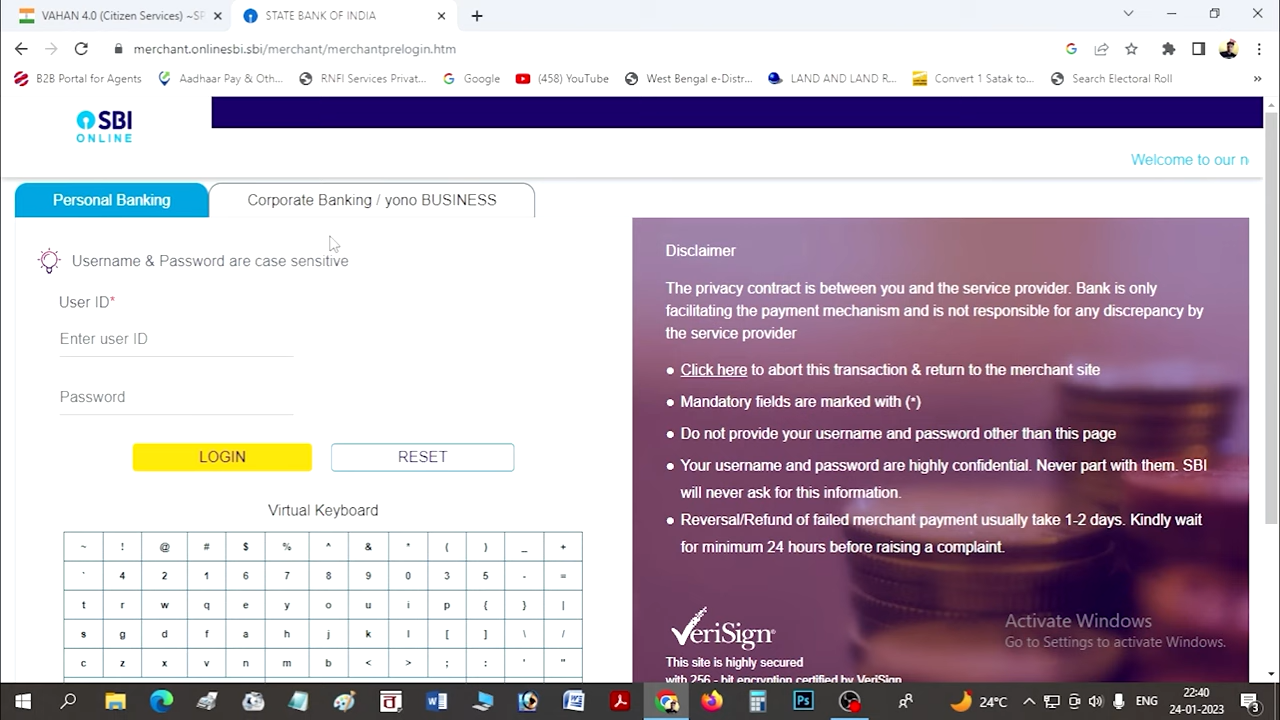 VAHAN 4.0 (Citizen Services) ~SP
STATE BANK OF INDIA
merchant.onlinesbi.sbi/merchant/merchantprelogin.htm
B2B Portal for Agents
Aadhaar Pay & Oth...
RNFI Services Privat...
Google
(458) YouTube
West Bengal e-Distr...
LAND AND LAND R...
Convert 1 Satak to...
Search Electoral Roll
»
SBI
ONLINE
Welcome to our n
Personal Banking
Corporate Banking / yono BUSINESS
Username & Password are case sensitive
User ID*
Enter user ID
Password
LOGIN
RESET
Virtual Keyboard
~ ! @ # $ % ^ & * ( ) _ +
` 4 2 1 6 7 8 9 0 3 5 - =
t r w q e y o u i p { } |
s g d f a h j k l [ ] \ /
c z x v n m b < > ; : ' "
Disclaimer
The privacy contract is between you and the service provider. Bank is only
facilitating the payment mechanism and is not responsible for any discrepancy by
the service provider
● Click here to abort this transaction & return to the merchant site
● Mandatory fields are marked with (*)
● Do not provide your username and password other than this page
● Your username and password are highly confidential. Never part with them. SBI
will never ask for this information.
● Reversal/Refund of failed merchant payment usually take 1-2 days. Kindly wait
for minimum 24 hours before raising a complaint.
VeriSign
This site is highly secured
with 256 - bit encryption certified by VeriSign
Activate Windows
Go to Settings to activate Windows.
24°C
ENG
22:40
24-01-2023
3